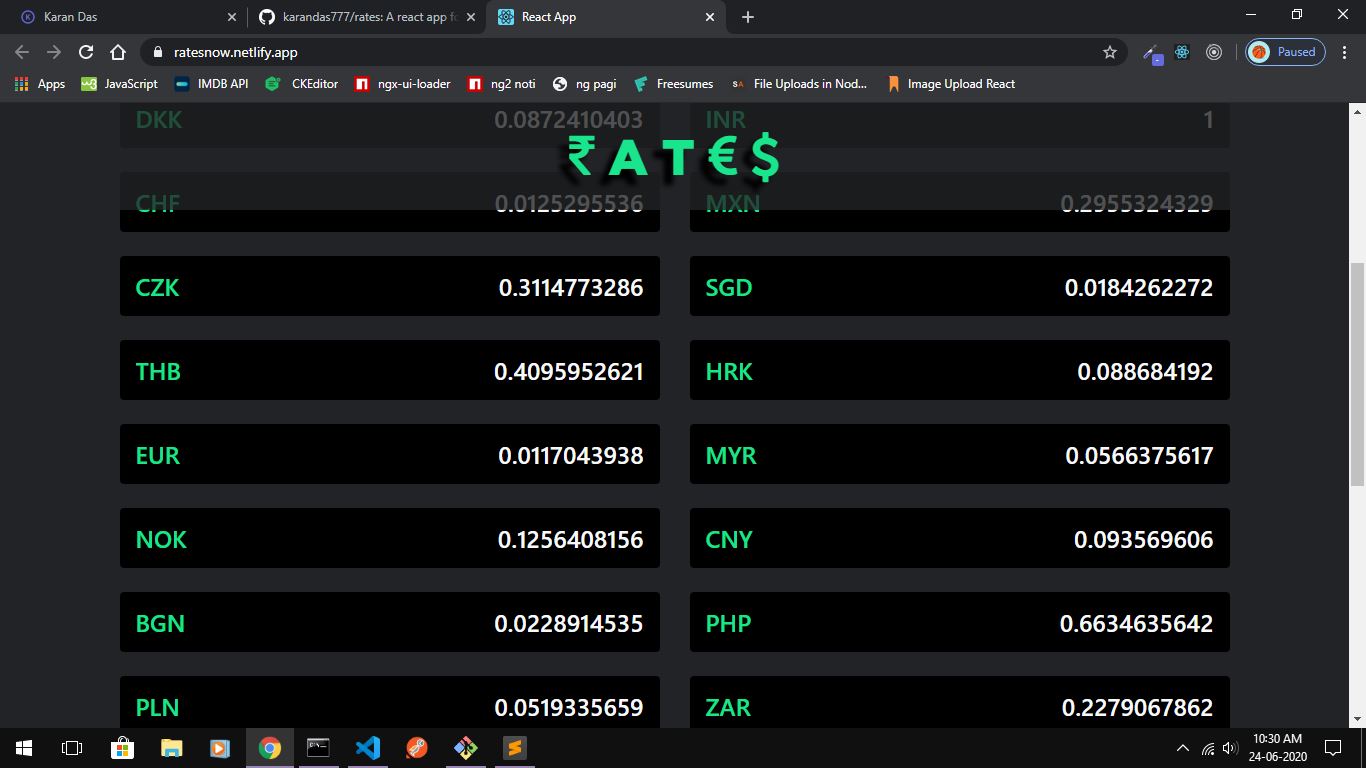 Karan Das
karandas777/rates: A react app fo
React App
ratesnow.netlify.app
Paused
Apps
JavaScript
IMDB API
CKEditor
ngx-ui-loader
ng2 noti
ng pagi
Freesumes
File Uploads in Nod...
Image Upload React
DKK 0.0872410403
INR 1
₹ A T € $
CHF 0.0125295536
MXN 0.2955324329
CZK 0.3114773286
SGD 0.0184262272
THB 0.4095952621
HRK 0.088684192
EUR 0.0117043938
MYR 0.0566375617
NOK 0.1256408156
CNY 0.093569606
BGN 0.0228914535
PHP 0.6634635642
PLN 0.0519335659
ZAR 0.2279067862
10:30 AM
24-06-2020